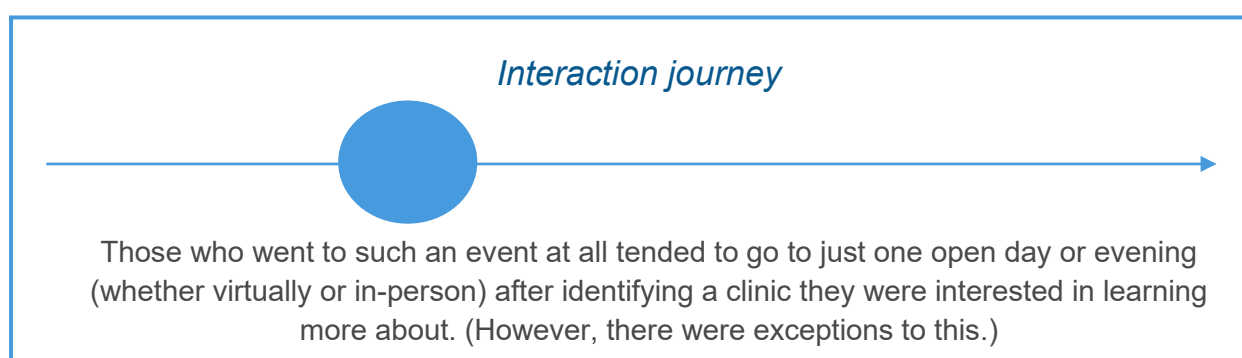 Interaction journey
Those who went to such an event at all tended to go to just one open day or evening
(whether virtually or in-person) after identifying a clinic they were interested in learning
more about. (However, there were exceptions to this.)